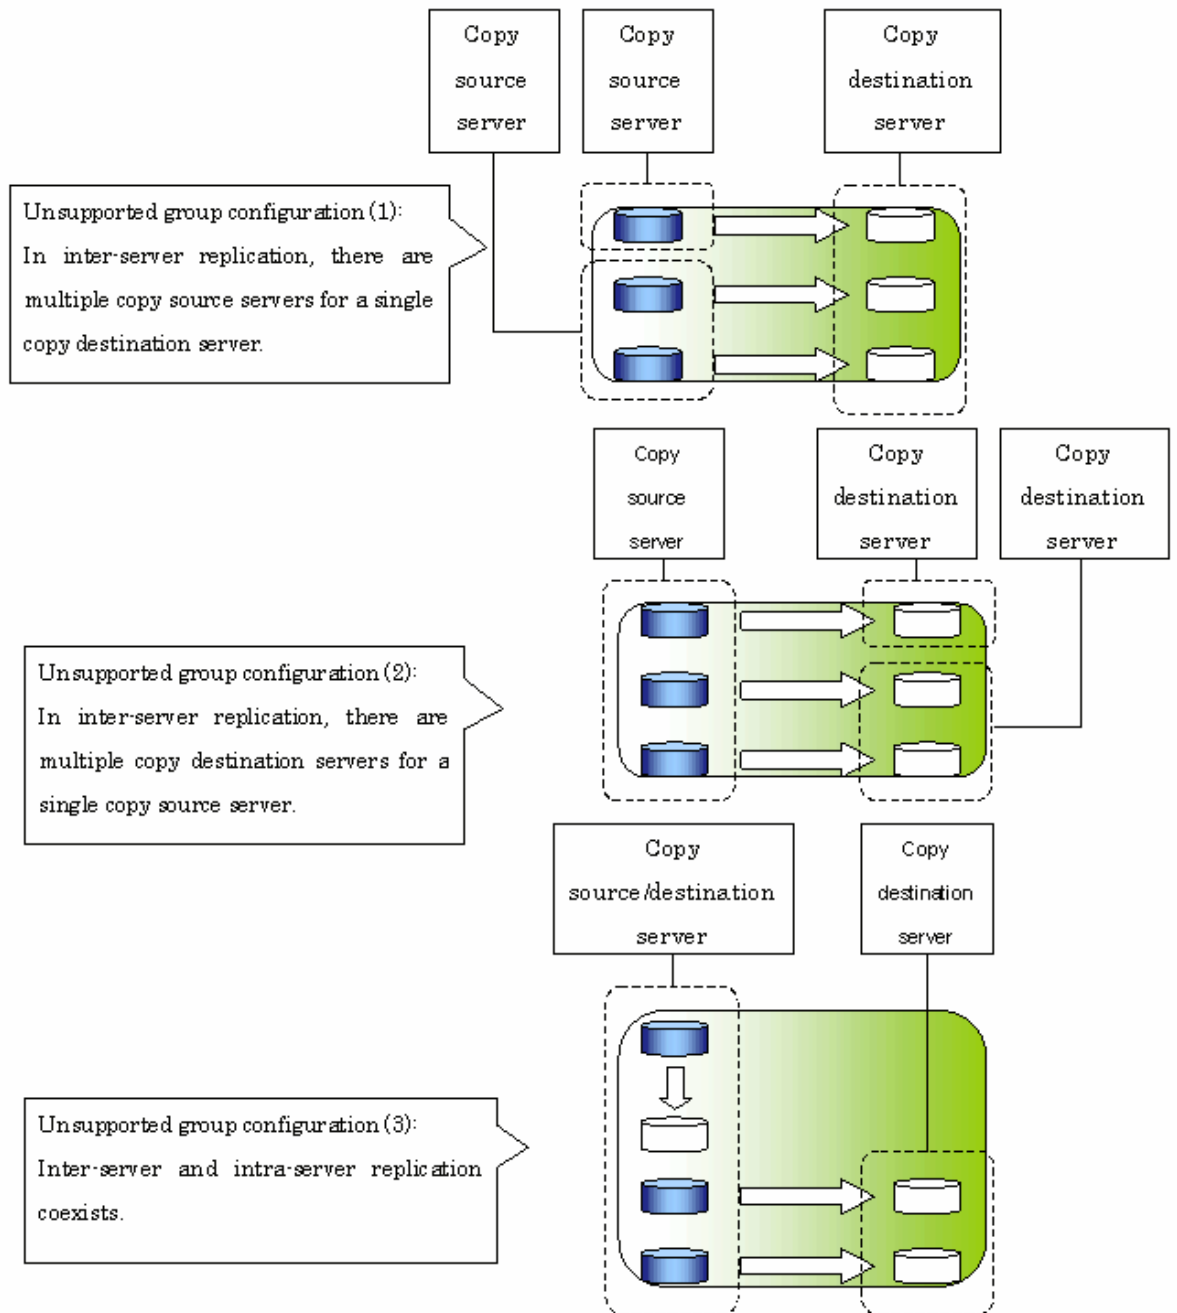 Copy
source
server
Copy
source
server
Copy
destination
server
Unsupported group configuration (1):
In inter-server replication, there are
multiple copy source servers for a single
copy destination server.
Copy
source
server
Copy
destination
server
Copy
destination
server
Unsupported group configuration (2):
In inter-server replication, there are
multiple copy destination servers for a
single copy source server.
Copy
source/destination
server
Copy
destination
server
Unsupported group configuration (3):
Inter-server and intra-server replication
coexists.